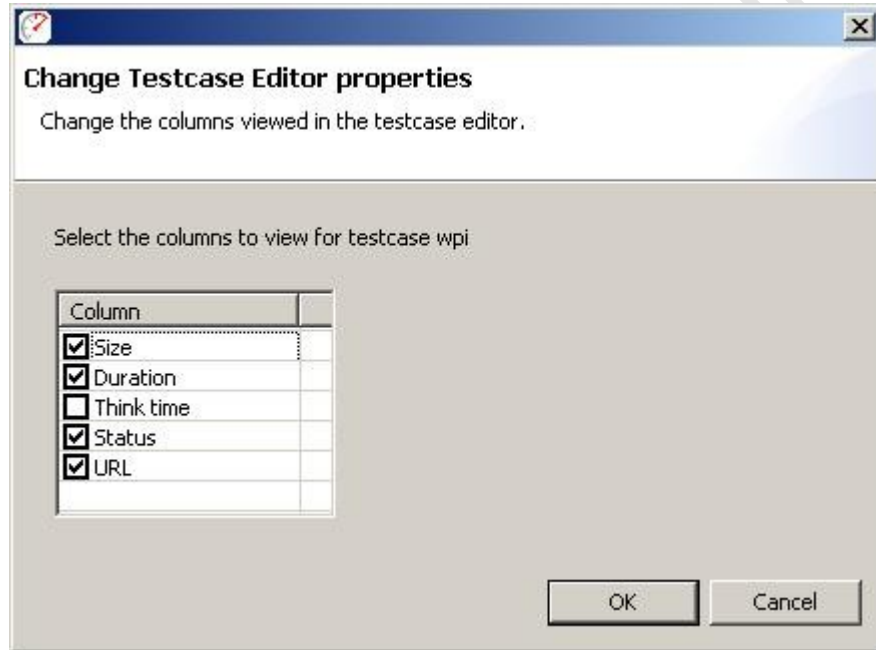 Change Testcase Editor properties
Change the columns viewed in the testcase editor.
Select the columns to view for testcase wpi
Column
Size
Duration
Think time
Status
URL
OK Cancel